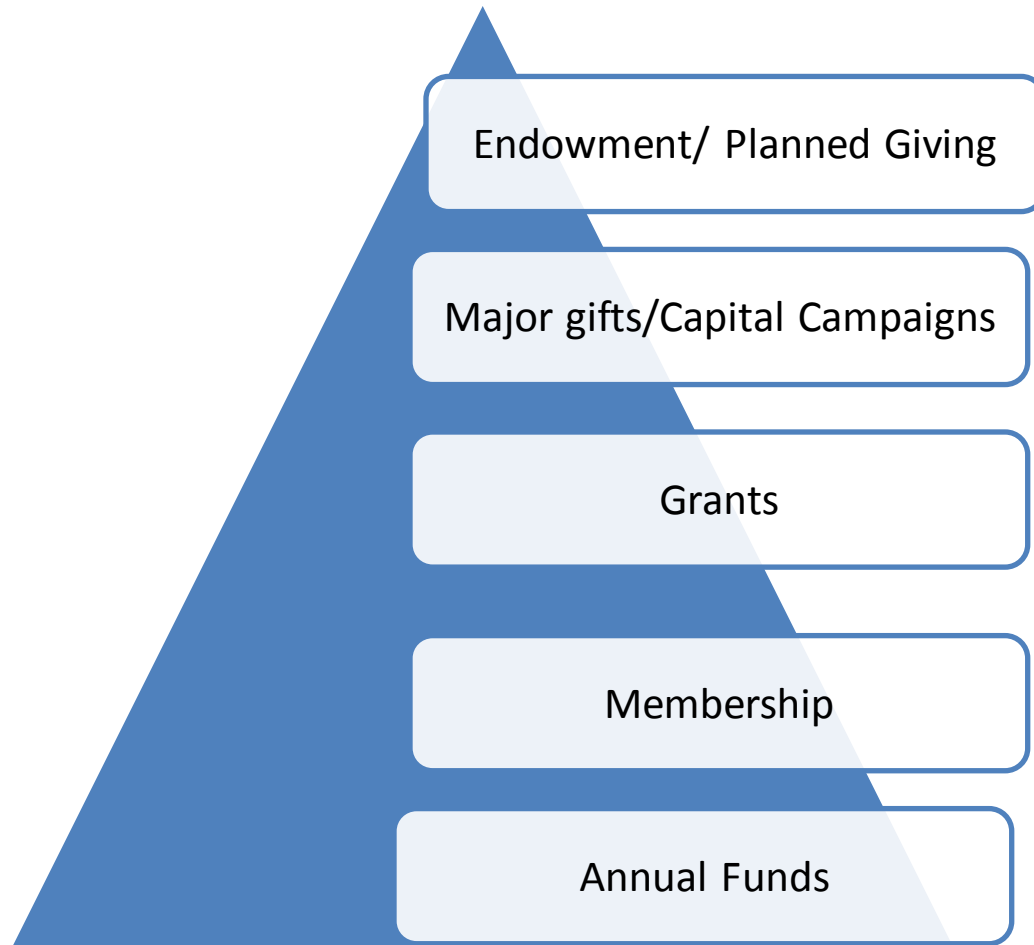 Endowment/ Planned Giving
Major gifts/Capital Campaigns
Grants
Membership
Annual Funds